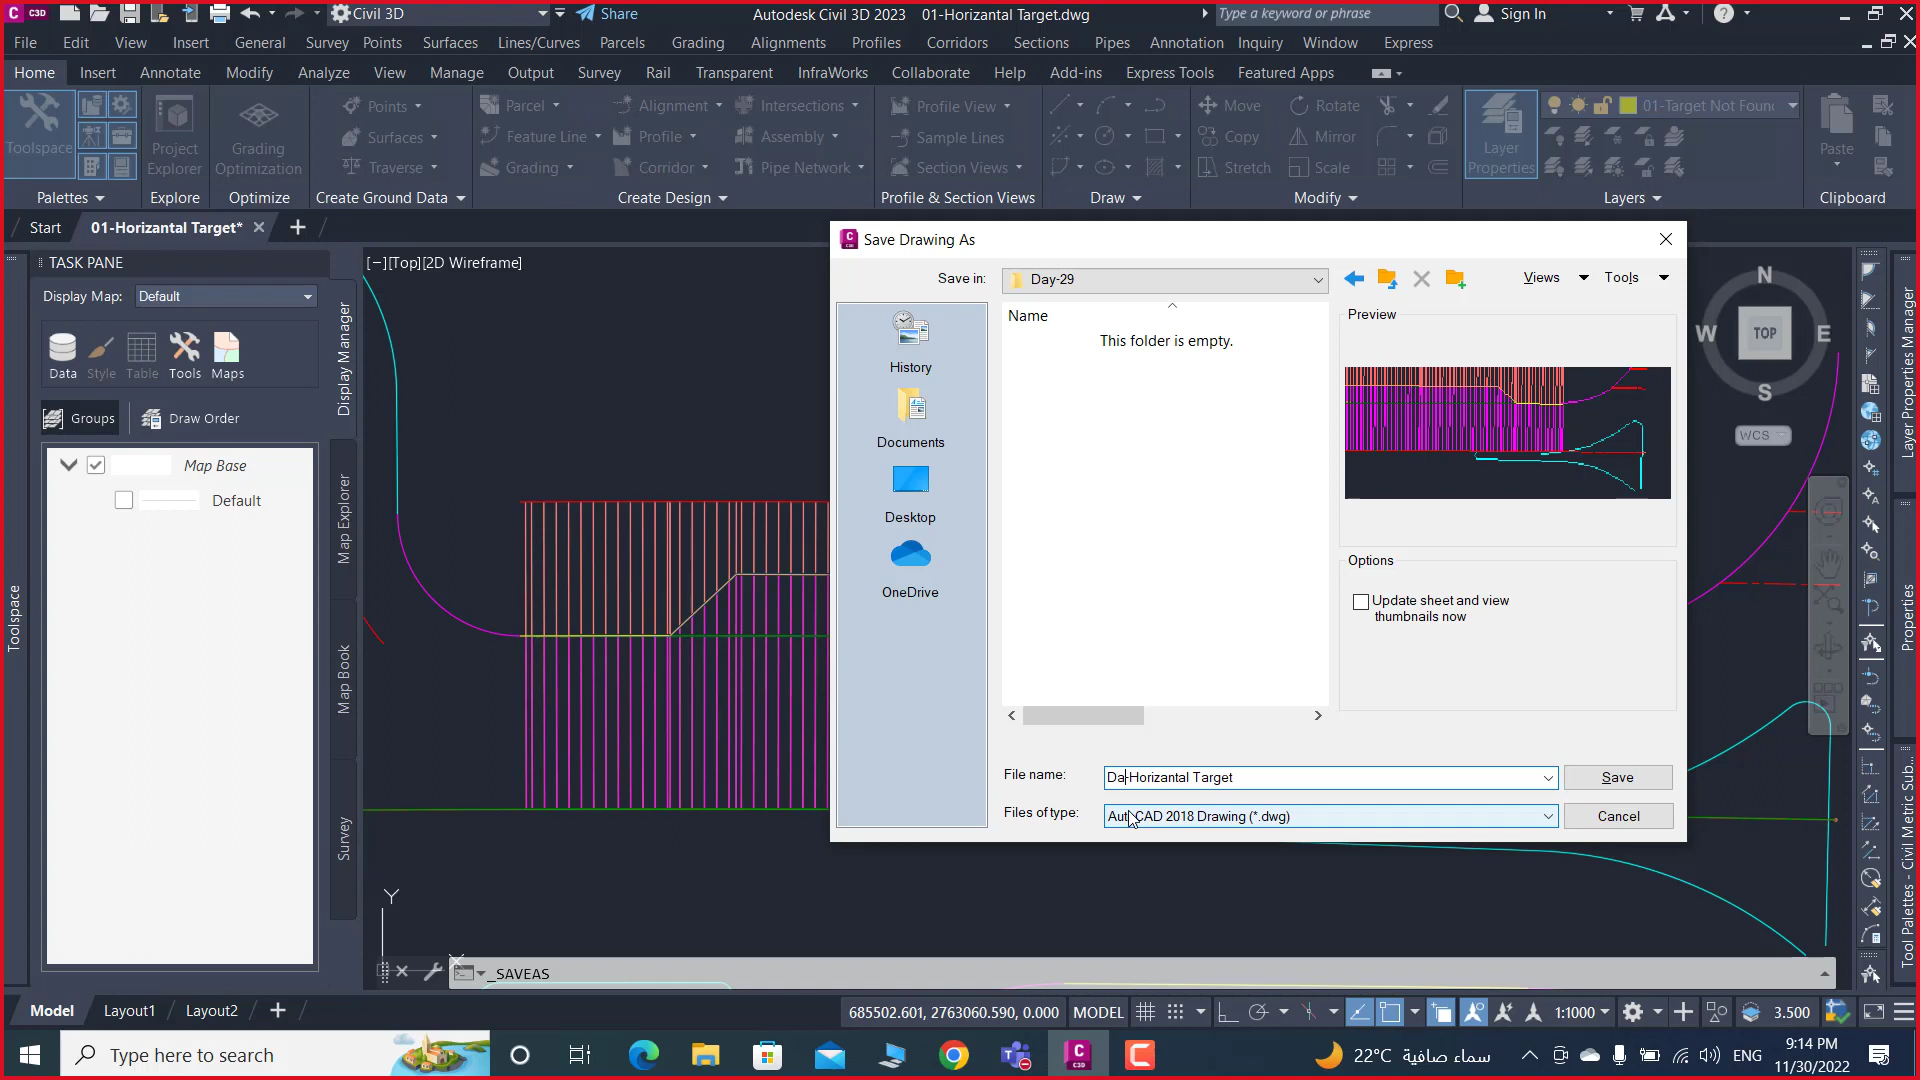 C C3D Civil 3D Share Autodesk Civil 3D 2023 01-Horizantal Target.dwg Type a keyword or phrase Sign In
File Edit View Insert General Survey Points Surfaces Lines/Curves Parcels Grading Alignments Profiles Corridors Sections Pipes Annotation Inquiry Window Express
Home Insert Annotate Modify Analyze View Manage Output Survey Rail Transparent InfraWorks Collaborate Help Add-ins Express Tools Featured Apps
Points Parcel Alignment Intersections Profile View Move Rotate 01-Target Not Found
Toolspace Project Explorer Grading Optimization Surfaces Feature Line Profile Assembly Sample Lines Copy Mirror Layer Properties Paste
Traverse Grading Corridor Pipe Network Section Views Stretch Scale
Palettes Explore Optimize Create Ground Data Create Design Profile & Section Views Draw Modify Layers Clipboard
Start 01-Horizantal Target*
TASK PANE
[−][Top][2D Wireframe]
Display Map: Default
Data Style Table Tools Maps
Groups Draw Order
Map Base
Default
Display Manager
Map Explorer
Map Book
Survey
Toolspace
Save Drawing As
Save in: Day-29 Views Tools
Name
This folder is empty.
History
Documents
Desktop
OneDrive
Preview
Options
Update sheet and view
thumbnails now
File name: Da-Horizantal Target Save
Files of type: AutoCAD 2018 Drawing (*.dwg) Cancel
N
W TOP E
S
WCS
Layer Properties Manager
Properties
Tool Palettes - Civil Metric Sub...
Y
_SAVEAS
Model Layout1 Layout2 685502.601, 2763060.590, 0.000 MODEL 1:1000 3.500
Type here to search 22°C سماء صافية ENG 9:14 PM
11/30/2022